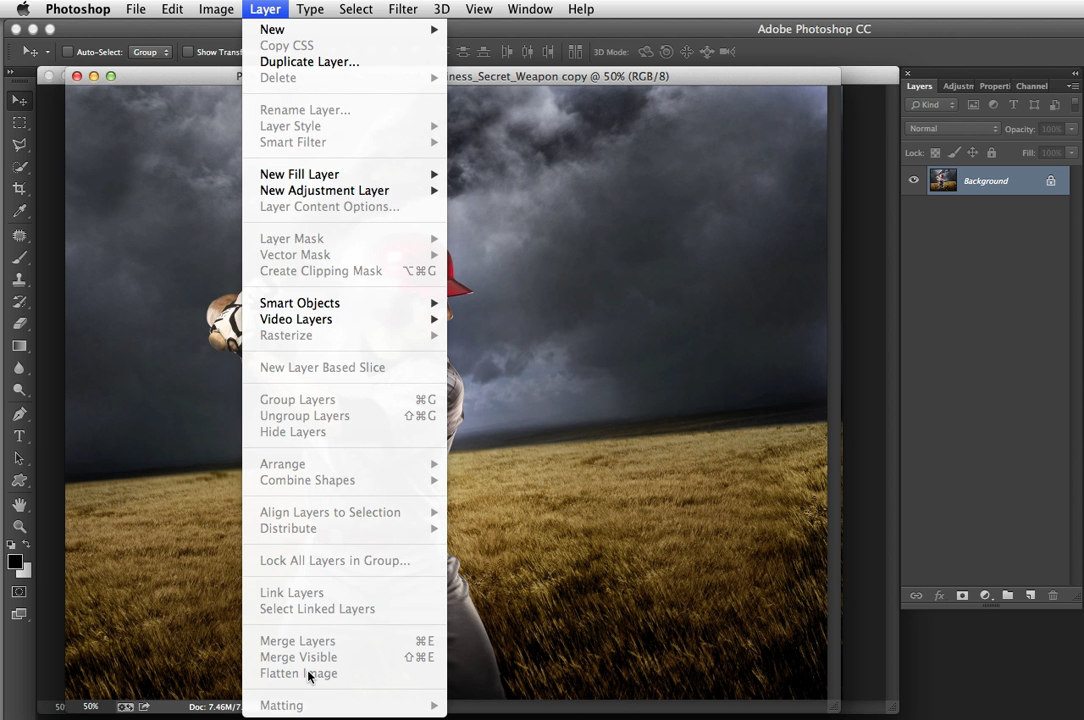 Photoshop File Edit Image Layer Type Select Filter 3D View Window Help
Adobe Photoshop CC
Auto-Select: Group Show Trans 3D Mode:
iness_Secret_Weapon copy @ 50% (RGB/8)
New
Copy CSS
Duplicate Layer...
Delete
Rename Layer...
Layer Style
Smart Filter
New Fill Layer
New Adjustment Layer
Layer Content Options...
Layer Mask
Vector Mask
Create Clipping Mask ⌥⌘G
Smart Objects
Video Layers
Rasterize
New Layer Based Slice
Group Layers ⌘G
Ungroup Layers ⇧⌘G
Hide Layers
Arrange
Combine Shapes
Align Layers to Selection
Distribute
Lock All Layers in Group...
Link Layers
Select Linked Layers
Merge Layers ⌘E
Merge Visible ⇧⌘E
Flatten Image
Matting
Layers Adjustn Properti Channel
Kind
Normal Opacity: 100%
Lock: Fill: 100%
Background
50 50% Doc: 7.46M/7.